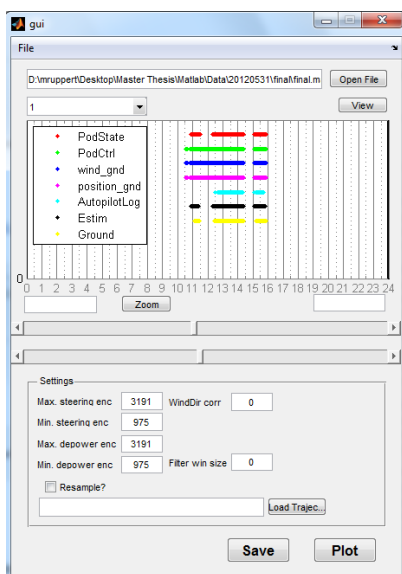 gui
File
D:\mruppert\Desktop\Master Thesis\Matlab\Data\20120531\final\final.m
Open File
1
View
PodState
PodCtrl
wind_gnd
position_gnd
AutopilotLog
Estim
Ground
0
0 1 2 3 4 5 6 7 8 9 10 11 12 13 14 15 16 17 18 19 20 21 22 23 24
Zoom
Settings
Max. steering enc 3191 WindDir corr 0
Min. steering enc 975
Max. depower enc 3191
Min. depower enc 975 Filter win size 0
Resample?
Load Trajec...
Save Plot